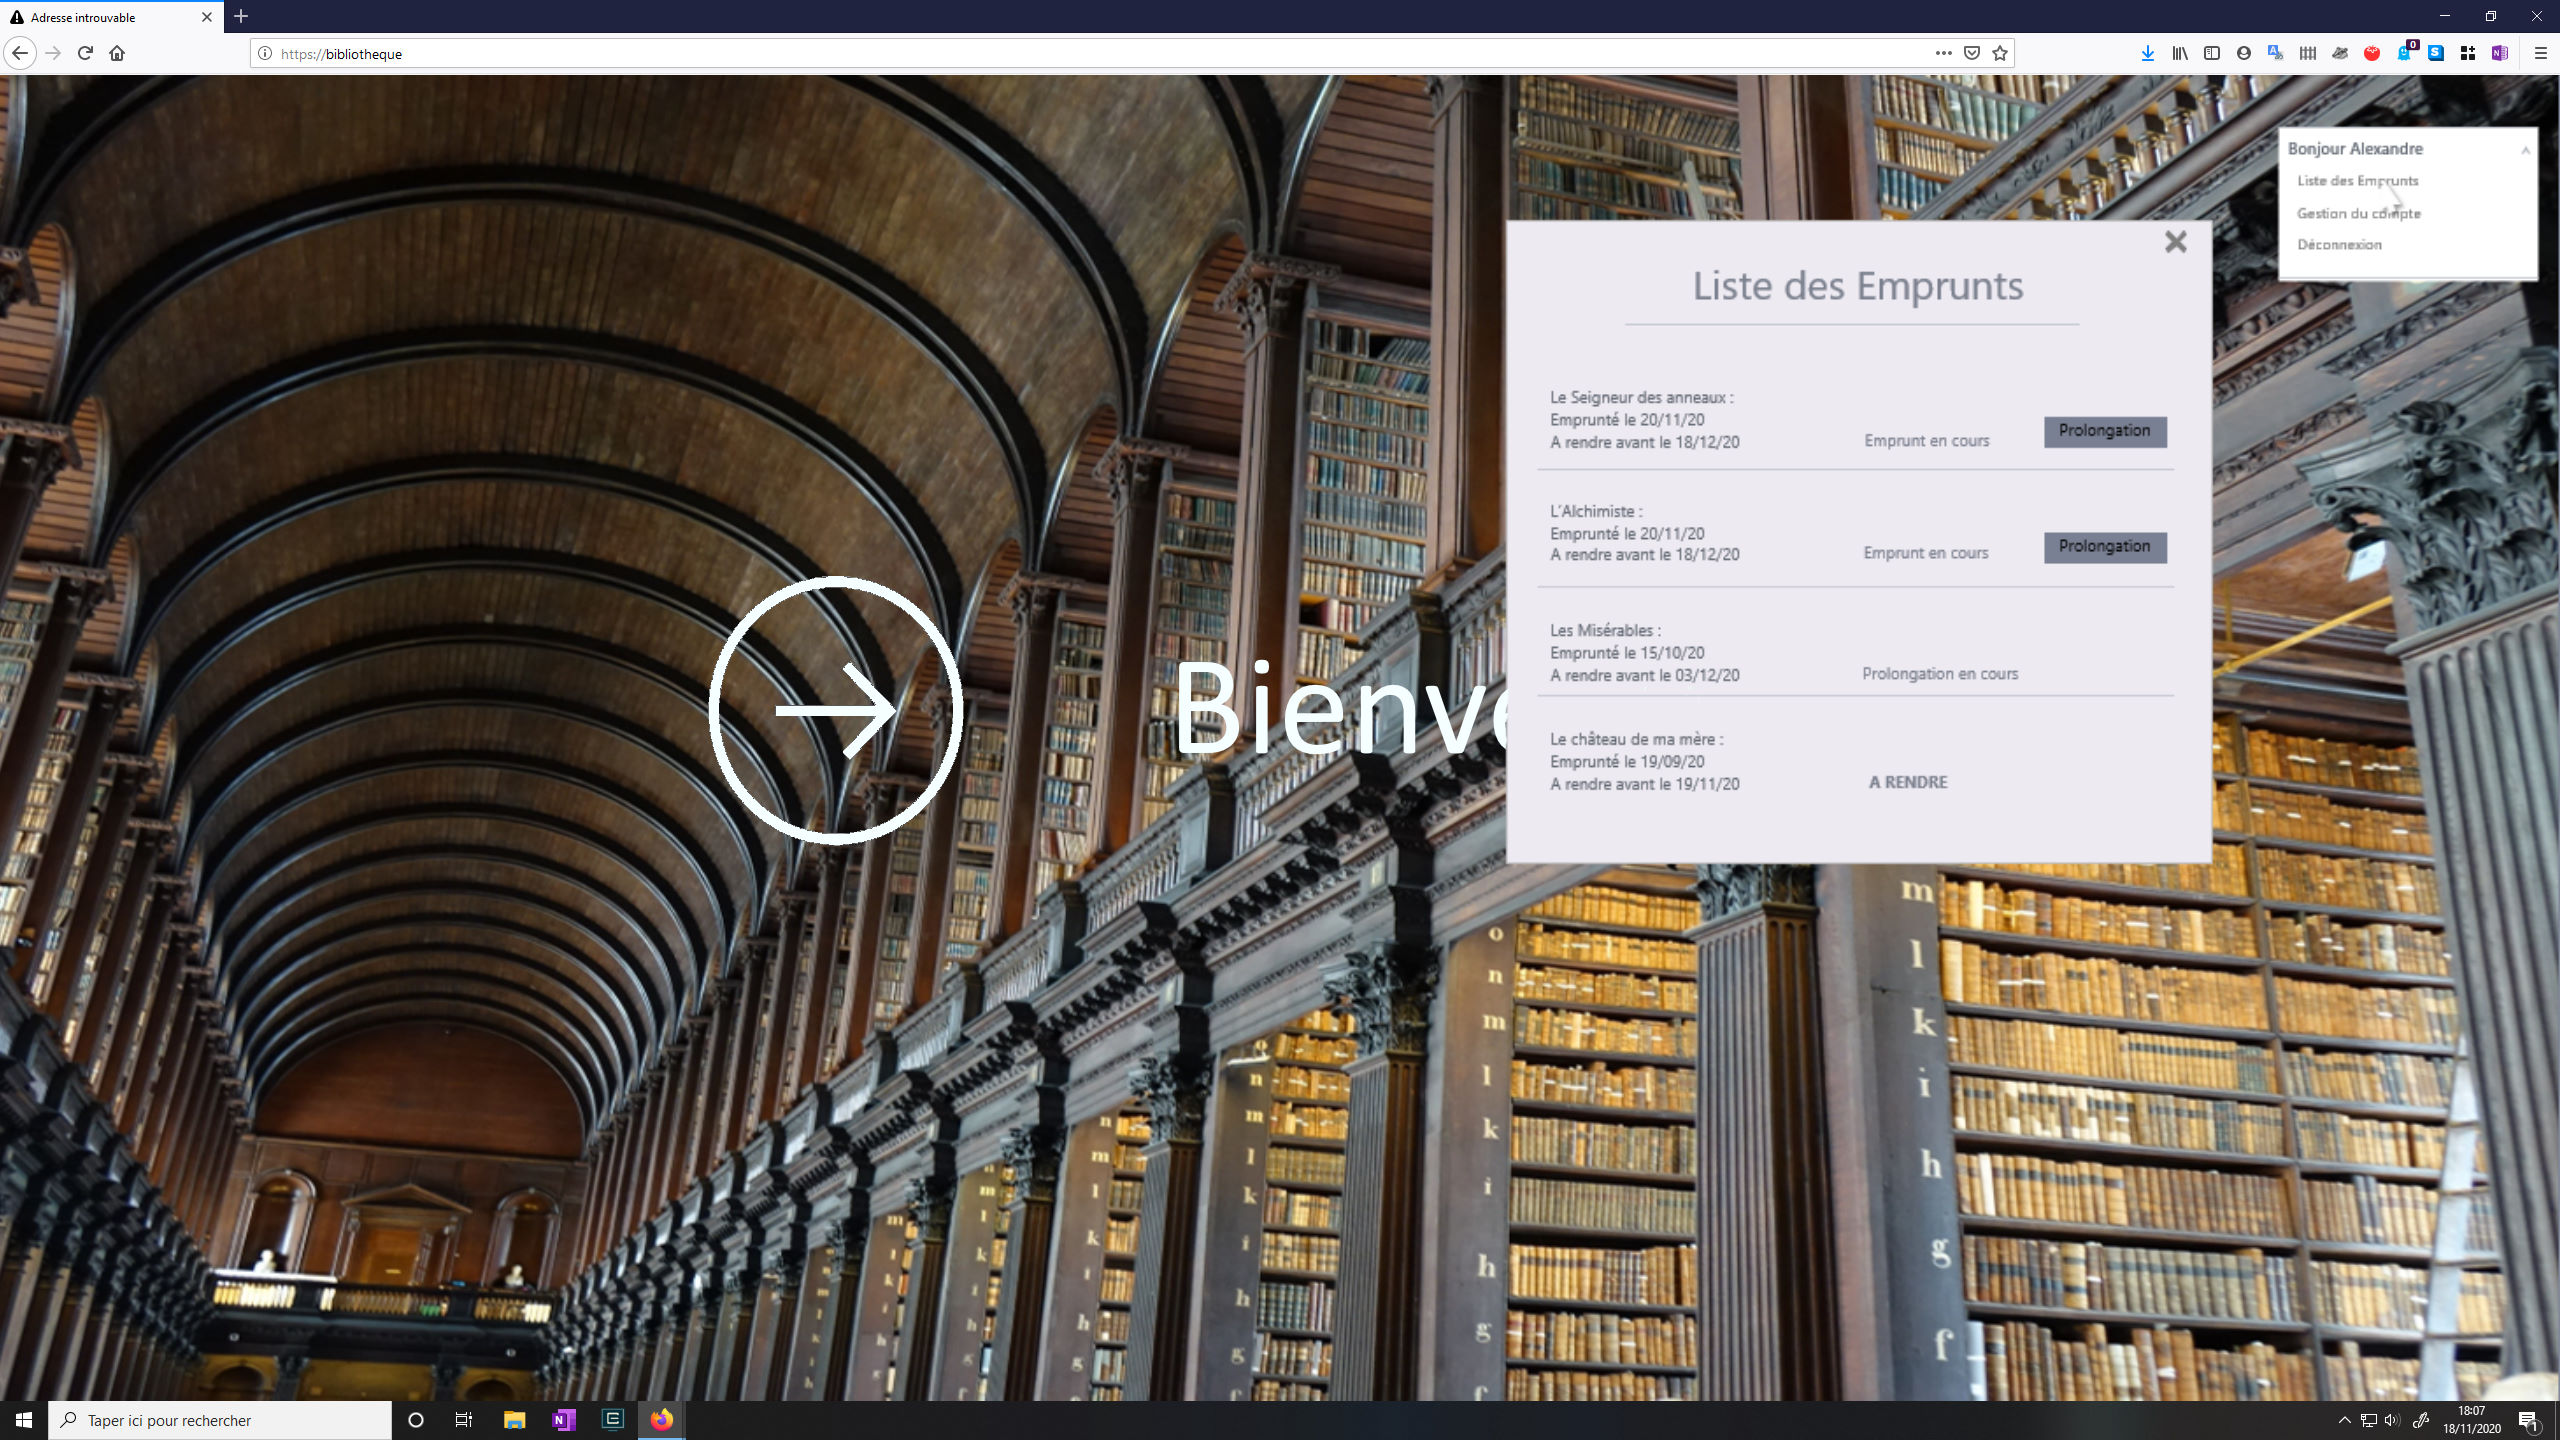 Adresse introuvable
https://bibliotheque
0
Bonjour Alexandre
Liste des Emprunts
Gestion du compte
Déconnexion
Liste des Emprunts
Le Seigneur des anneaux :
Emprunté le 20/11/20
A rendre avant le 18/12/20
Emprunt en cours
Prolongation
L'Alchimiste :
Emprunté le 20/11/20
A rendre avant le 18/12/20
Emprunt en cours
Prolongation
Les Misérables :
Emprunté le 15/10/20
A rendre avant le 03/12/20
Prolongation en cours
Le château de ma mère :
Emprunté le 19/09/20
A rendre avant le 19/11/20
A RENDRE
Bienve
m
l
k
i
h
g
f
o
n
m
l
k
i
h
g
f
n
m
l
k
i
h
g
Taper ici pour rechercher
18:07
18/11/2020
1